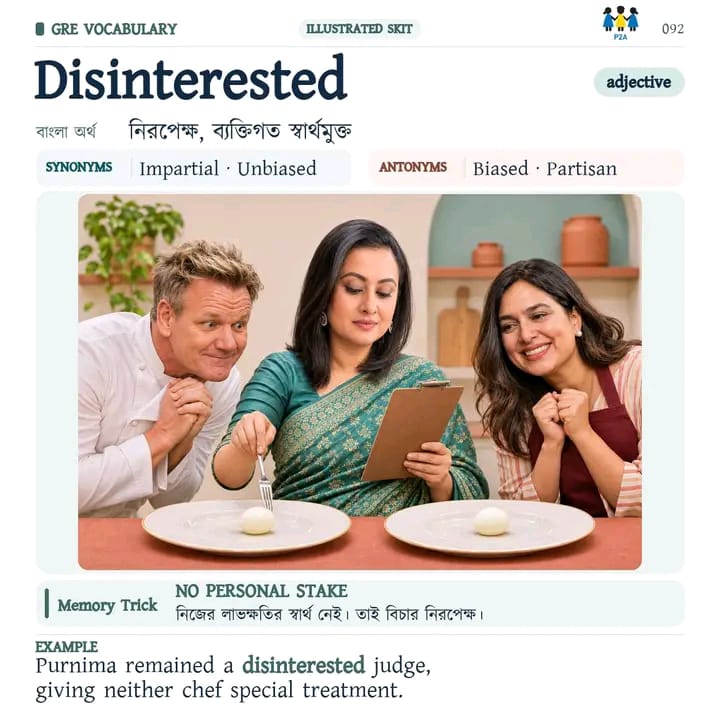 GRE VOCABULARY
ILLUSTRATED SKIT
P2A
092
Disinterested
adjective
বাংলা অর্থ নিরপেক্ষ, ব্যক্তিগত স্বার্থমুক্ত
SYNONYMS Impartial · Unbiased
ANTONYMS Biased · Partisan
Memory Trick
NO PERSONAL STAKE
নিজের লাভক্ষতির স্বার্থ নেই। তাই বিচার নিরপেক্ষ।
EXAMPLE
Purnima remained a disinterested judge,
giving neither chef special treatment.